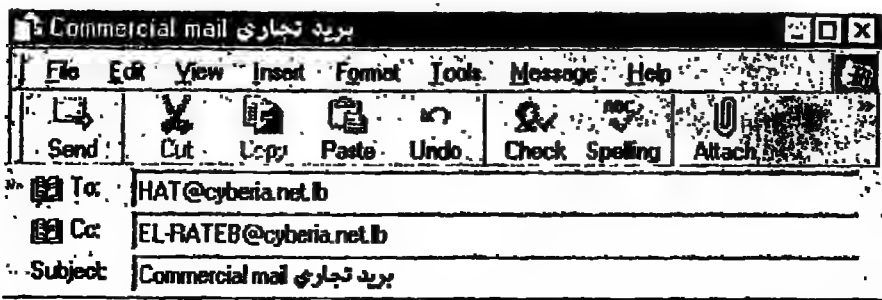 Commercial mail بريد تجاري
File Edit View Insert Format Tools Message Help
Send Cut Copy Paste Undo Check Spelling Attach
To: HAT@cyberia.net.lb
Cc: EL-RATEB@cyberia.net.lb
Subject: Commercial mail بريد تجاري